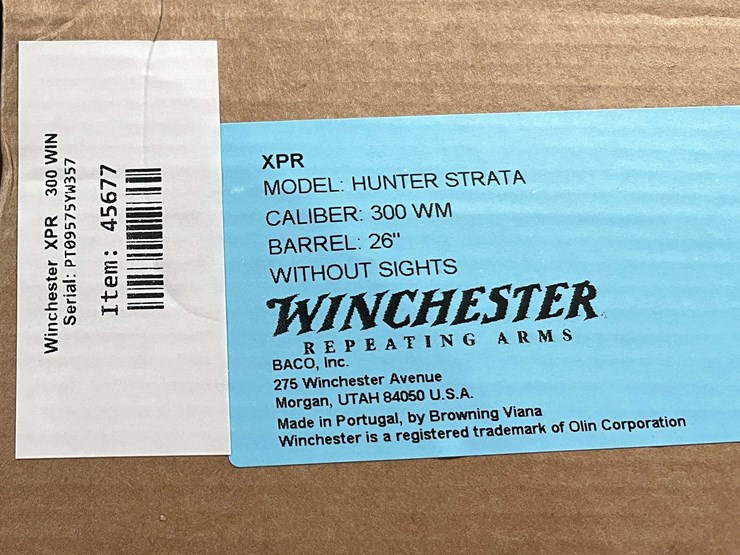 Winchester XPR 300 WIN
Serial: PT09575YW357
Item: 45677
XPR
MODEL: HUNTER STRATA
CALIBER: 300 WM
BARREL: 26"
WITHOUT SIGHTS
WINCHESTER
REPEATING ARMS
BACO, Inc.
275 Winchester Avenue
Morgan, UTAH 84050 U.S.A.
Made in Portugal, by Browning Viana
Winchester is a registered trademark of Olin Corporation